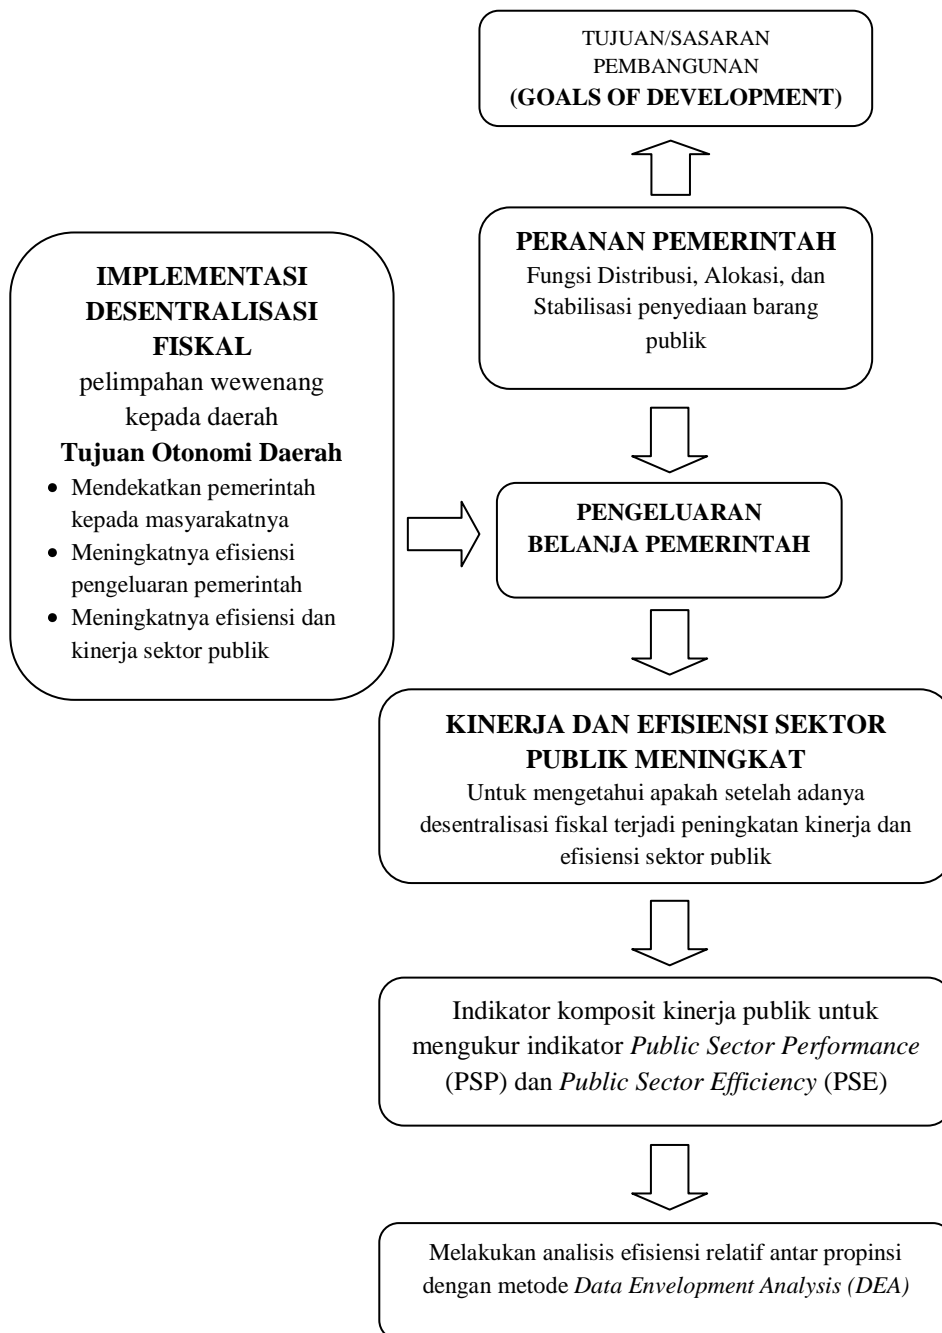 TUJUAN/SASARAN
PEMBANGUNAN
(GOALS OF DEVELOPMENT)
PERANAN PEMERINTAH
Fungsi Distribusi, Alokasi, dan
Stabilisasi penyediaan barang
publik
IMPLEMENTASI
DESENTRALISASI
FISKAL
pelimpahan wewenang
kepada daerah
Tujuan Otonomi Daerah
• Mendekatkan pemerintah
kepada masyarakatnya
• Meningkatnya efisiensi
pengeluaran pemerintah
• Meningkatnya efisiensi dan
kinerja sektor publik
PENGELUARAN
BELANJA PEMERINTAH
KINERJA DAN EFISIENSI SEKTOR
PUBLIK MENINGKAT
Untuk mengetahui apakah setelah adanya
desentralisasi fiskal terjadi peningkatan kinerja dan
efisiensi sektor publik
Indikator komposit kinerja publik untuk
mengukur indikator Public Sector Performance
(PSP) dan Public Sector Efficiency (PSE)
Melakukan analisis efisiensi relatif antar propinsi
dengan metode Data Envelopment Analysis (DEA)